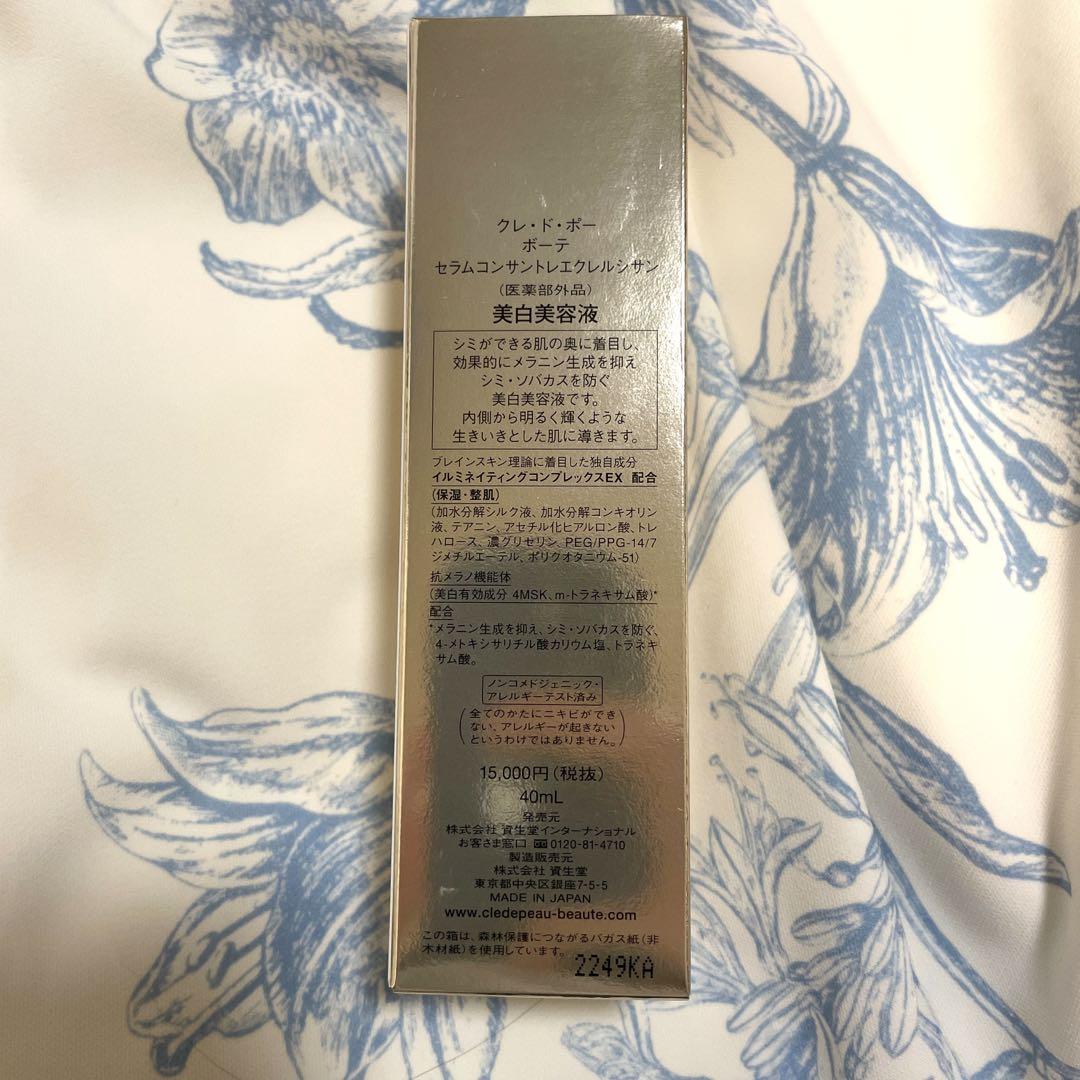 クレ・ド・ポー
ボーテ
セラムコンサントレエクレルシサン
（医薬部外品）
美白美容液
シミができる肌の奥に着目し、
効果的にメラニン生成を抑え
シミ・ソバカスを防ぐ
美白美容液です。
内側から明るく輝くような
生きいきとした肌に導きます。
ブレインスキン理論に着目した独自成分
イルミネイティングコンプレックスEX 配合
（保湿・整肌）
（加水分解シルク液、加水分解コンキオリン
液、テアニン、アセチル化ヒアルロン酸、トレ
ハロース、濃グリセリン、PEG/PPG-14/7
ジメチルエーテル、ポリクオタニウム-51）
抗メラノ機能体
（美白有効成分 4MSK、m-トラネキサム酸）*
配合
*メラニン生成を抑え、シミ・ソバカスを防ぐ、
4-メトキシサリチル酸カリウム塩、トラネキ
サム酸。
ノンコメドジェニック・
アレルギーテスト済み
（全てのかたにニキビができ
ない、アレルギーが起きない
というわけではありません。）
15,000円（税抜）
40mL
発売元
株式会社 資生堂インターナショナル
お客さま窓口 0120-81-4710
製造販売元
株式会社 資生堂
東京都中央区銀座7-5-5
MADE IN JAPAN
www.cledepeau-beaute.com
この箱は、森林保護につながるバガス紙（非
木材紙）を使用しています。
2249KA